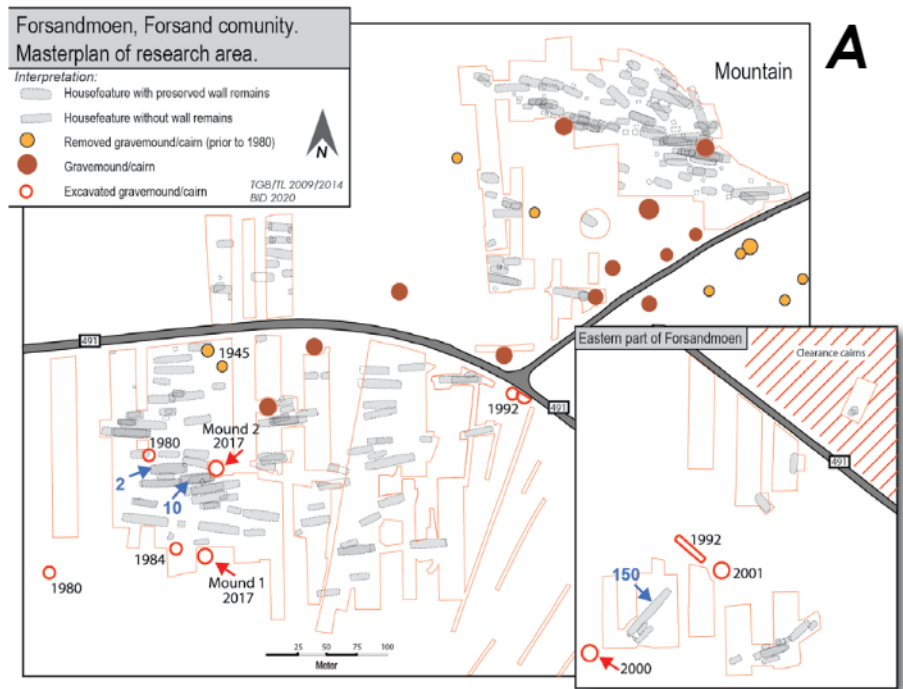 Forsandmoen, Forsand comunity.
Masterplan of research area.
Interpretation:
Housefeature with preserved wall remains
Housefeature without wall remains
Removed gravemound/cairn (prior to 1980)
Gravemound/cairn
Excavated gravemound/cairn
N
TGB/TL 2009/2014
BID 2020
A
Mountain
491
1945
1980
Mound 2
2017
2
10
1984
1980
Mound 1
2017
1992
491
25 50 75 100
Meter
Eastern part of Forsandmoen
Clearance cairns
491
1992
2001
150
2000